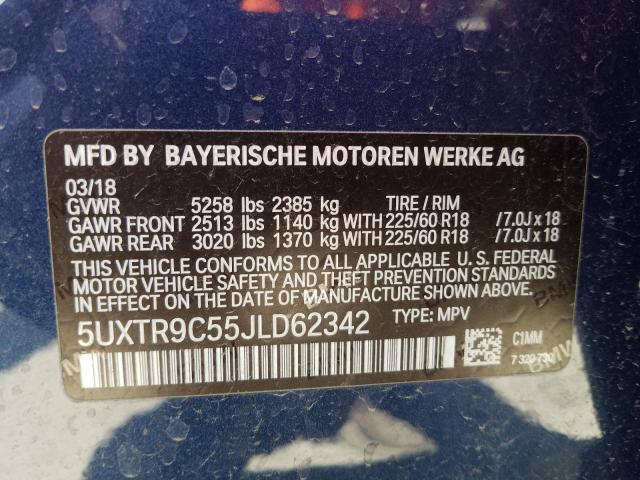 MFD BY BAYERISCHE MOTOREN WERKE AG
03/18
GVWR 5258 lbs 2385 kg TIRE / RIM
GAWR FRONT 2513 lbs 1140 kg WITH 225/60 R18 / 7.0J x 18
GAWR REAR 3020 lbs 1370 kg WITH 225/60 R18 / 7.0J x 18
THIS VEHICLE CONFORMS TO ALL APPLICABLE U. S. FEDERAL
MOTOR VEHICLE SAFETY AND THEFT PREVENTION STANDARDS
IN EFFECT ON THE DATE OF MANUFACTURE SHOWN ABOVE.
5UXTR9C55JLD62342 TYPE: MPV
C1MM
7 320 730
BMW